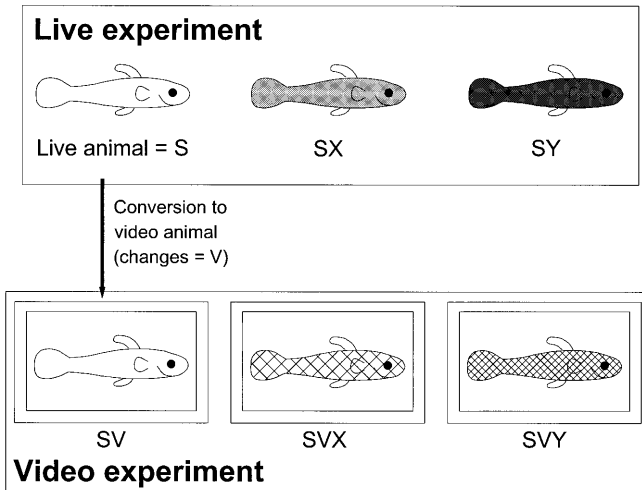 Live experiment
Live animal = S
SX
SY
Conversion to
video animal
(changes = V)
SV
SVX
SVY
Video experiment